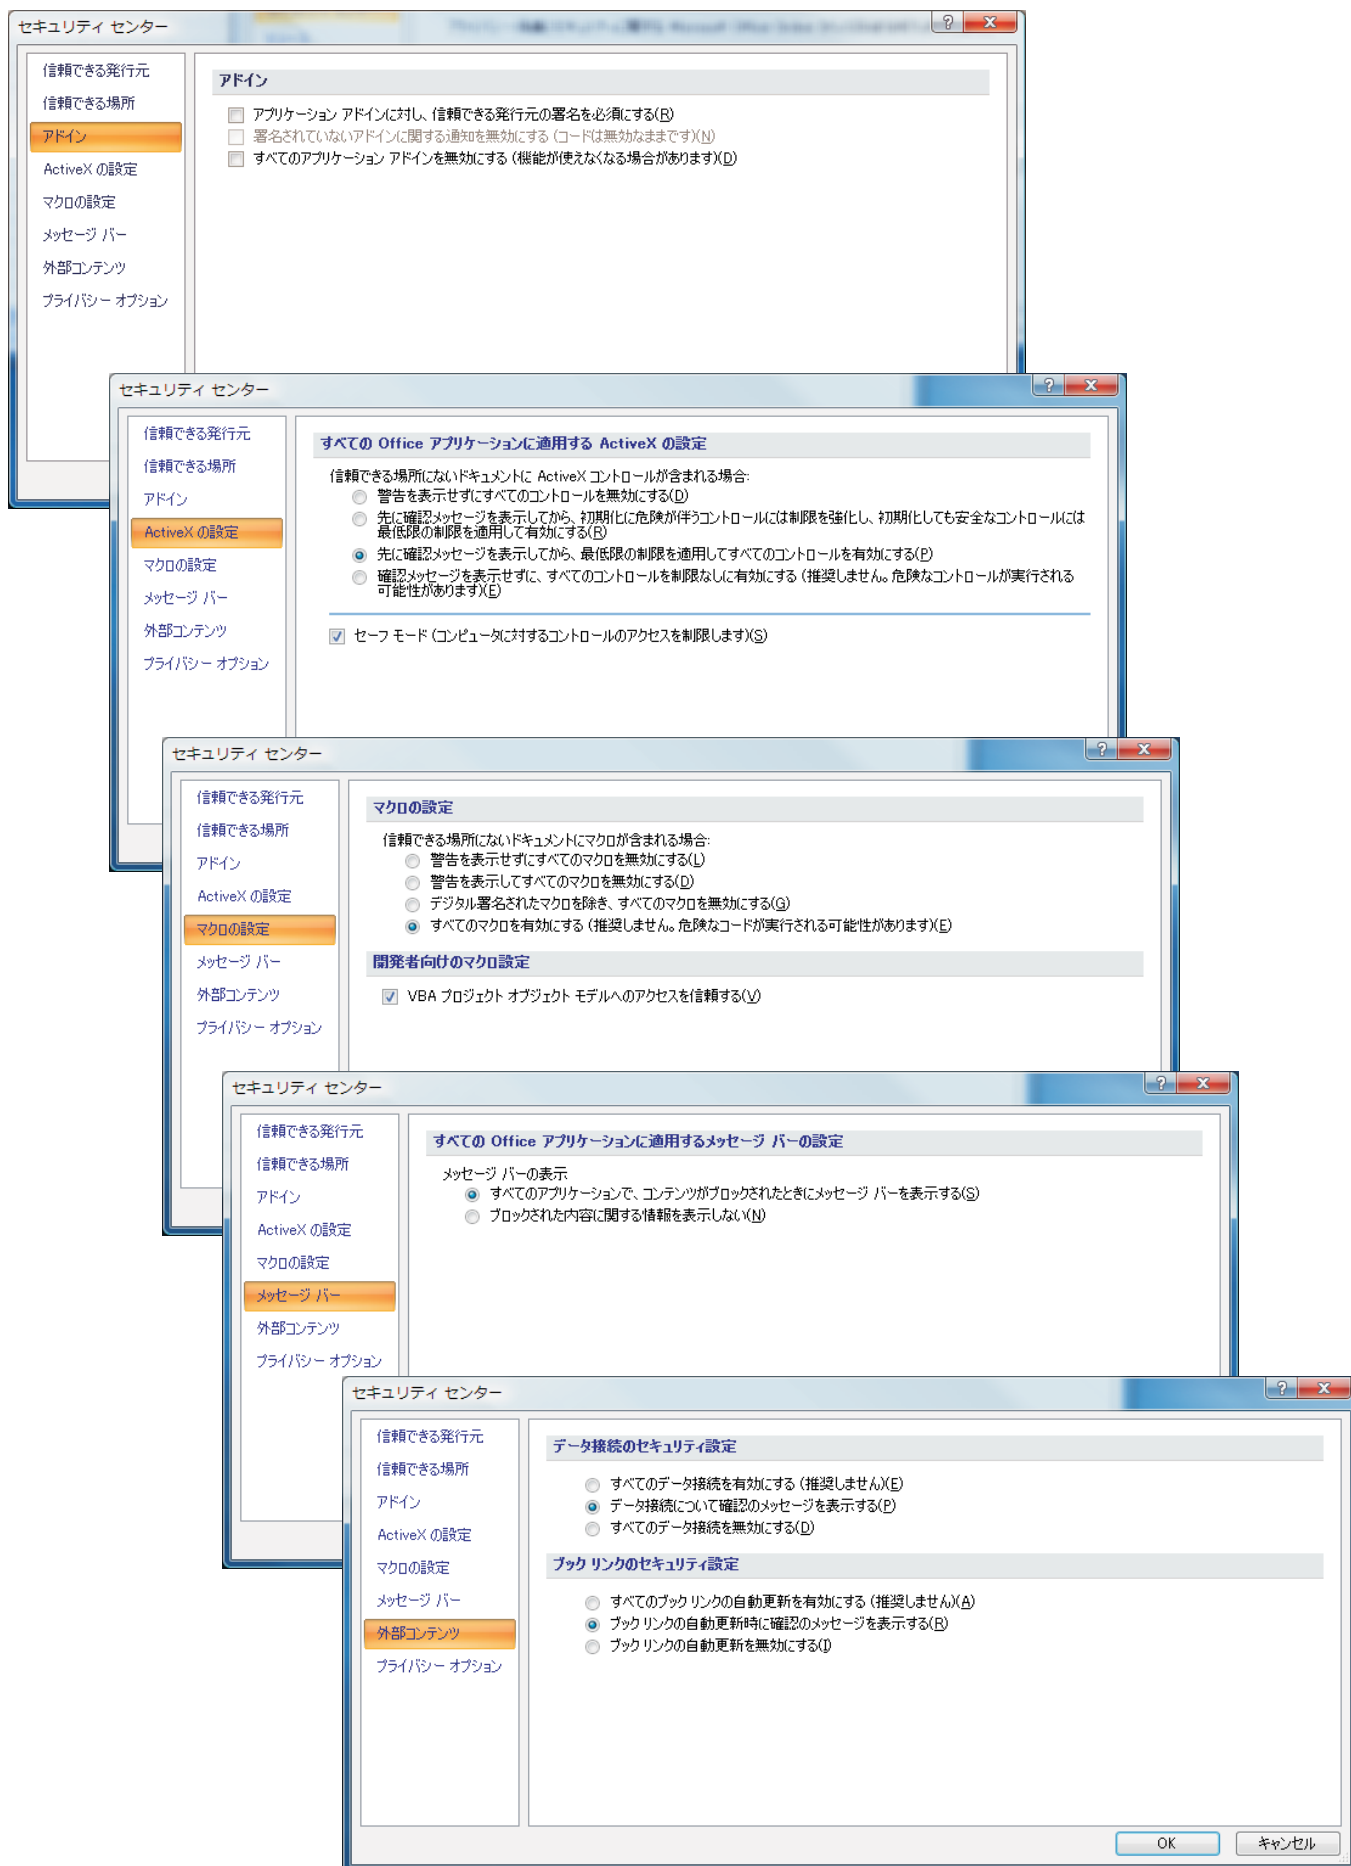 セキュリティ センター
信頼できる発行元
信頼できる場所
アドイン
ActiveX の設定
マクロの設定
メッセージ バー
外部コンテンツ
プライバシー オプション
アドイン
アプリケーション アドインに対し、信頼できる発行元の署名を必須にする(R)
署名されていないアドインに関する通知を無効にする (コードは無効なままです)(N)
すべてのアプリケーション アドインを無効にする (機能が使えなくなる場合があります)(D)
セキュリティ センター
信頼できる発行元
信頼できる場所
アドイン
ActiveX の設定
マクロの設定
メッセージ バー
外部コンテンツ
プライバシー オプション
すべての Office アプリケーションに適用する ActiveX の設定
信頼できる場所にないドキュメントに ActiveX コントロールが含まれる場合:
警告を表示せずにすべてのコントロールを無効にする(D)
先に確認メッセージを表示してから、初期化に危険が伴うコントロールには制限を強化し、初期化しても安全なコントロールには
最低限の制限を適用して有効にする(R)
先に確認メッセージを表示してから、最低限の制限を適用してすべてのコントロールを有効にする(P)
確認メッセージを表示せずに、すべてのコントロールを制限なしに有効にする (推奨しません。危険なコントロールが実行される
可能性があります)(E)
セーフ モード (コンピュータに対するコントロールのアクセスを制限します)(S)
セキュリティ センター
信頼できる発行元
信頼できる場所
アドイン
ActiveX の設定
マクロの設定
メッセージ バー
外部コンテンツ
プライバシー オプション
マクロの設定
信頼できる場所にないドキュメントにマクロが含まれる場合:
警告を表示せずにすべてのマクロを無効にする(L)
警告を表示してすべてのマクロを無効にする(D)
デジタル署名されたマクロを除き、すべてのマクロを無効にする(G)
すべてのマクロを有効にする (推奨しません。危険なコードが実行される可能性があります)(E)
開発者向けのマクロ設定
VBA プロジェクト オブジェクト モデルへのアクセスを信頼する(V)
セキュリティ センター
信頼できる発行元
信頼できる場所
アドイン
ActiveX の設定
マクロの設定
メッセージ バー
外部コンテンツ
プライバシー オプション
すべての Office アプリケーションに適用するメッセージ バーの設定
メッセージ バーの表示
すべてのアプリケーションで、コンテンツがブロックされたときにメッセージ バーを表示する(S)
ブロックされた内容に関する情報を表示しない(N)
セキュリティ センター
信頼できる発行元
信頼できる場所
アドイン
ActiveX の設定
マクロの設定
メッセージ バー
外部コンテンツ
プライバシー オプション
データ接続のセキュリティ設定
すべてのデータ接続を有効にする (推奨しません)(E)
データ接続について確認のメッセージを表示する(P)
すべてのデータ接続を無効にする(D)
ブック リンクのセキュリティ設定
すべてのブック リンクの自動更新を有効にする (推奨しません)(A)
ブック リンクの自動更新時に確認のメッセージを表示する(R)
ブック リンクの自動更新を無効にする(I)
OK
キャンセル